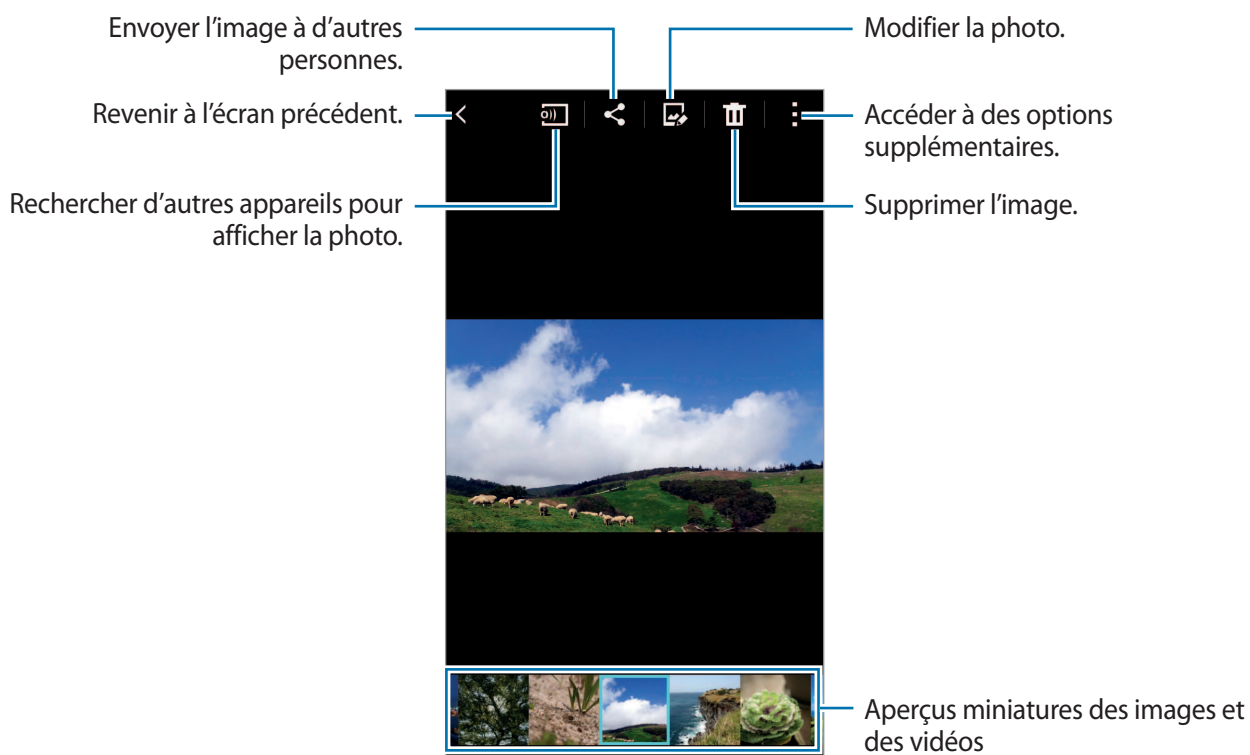 Envoyer l'image à d'autres
personnes.
Revenir à l'écran précédent.
Rechercher d'autres appareils pour
afficher la photo.
Modifier la photo.
Accéder à des options
supplémentaires.
Supprimer l'image.
Aperçus miniatures des images et
des vidéos